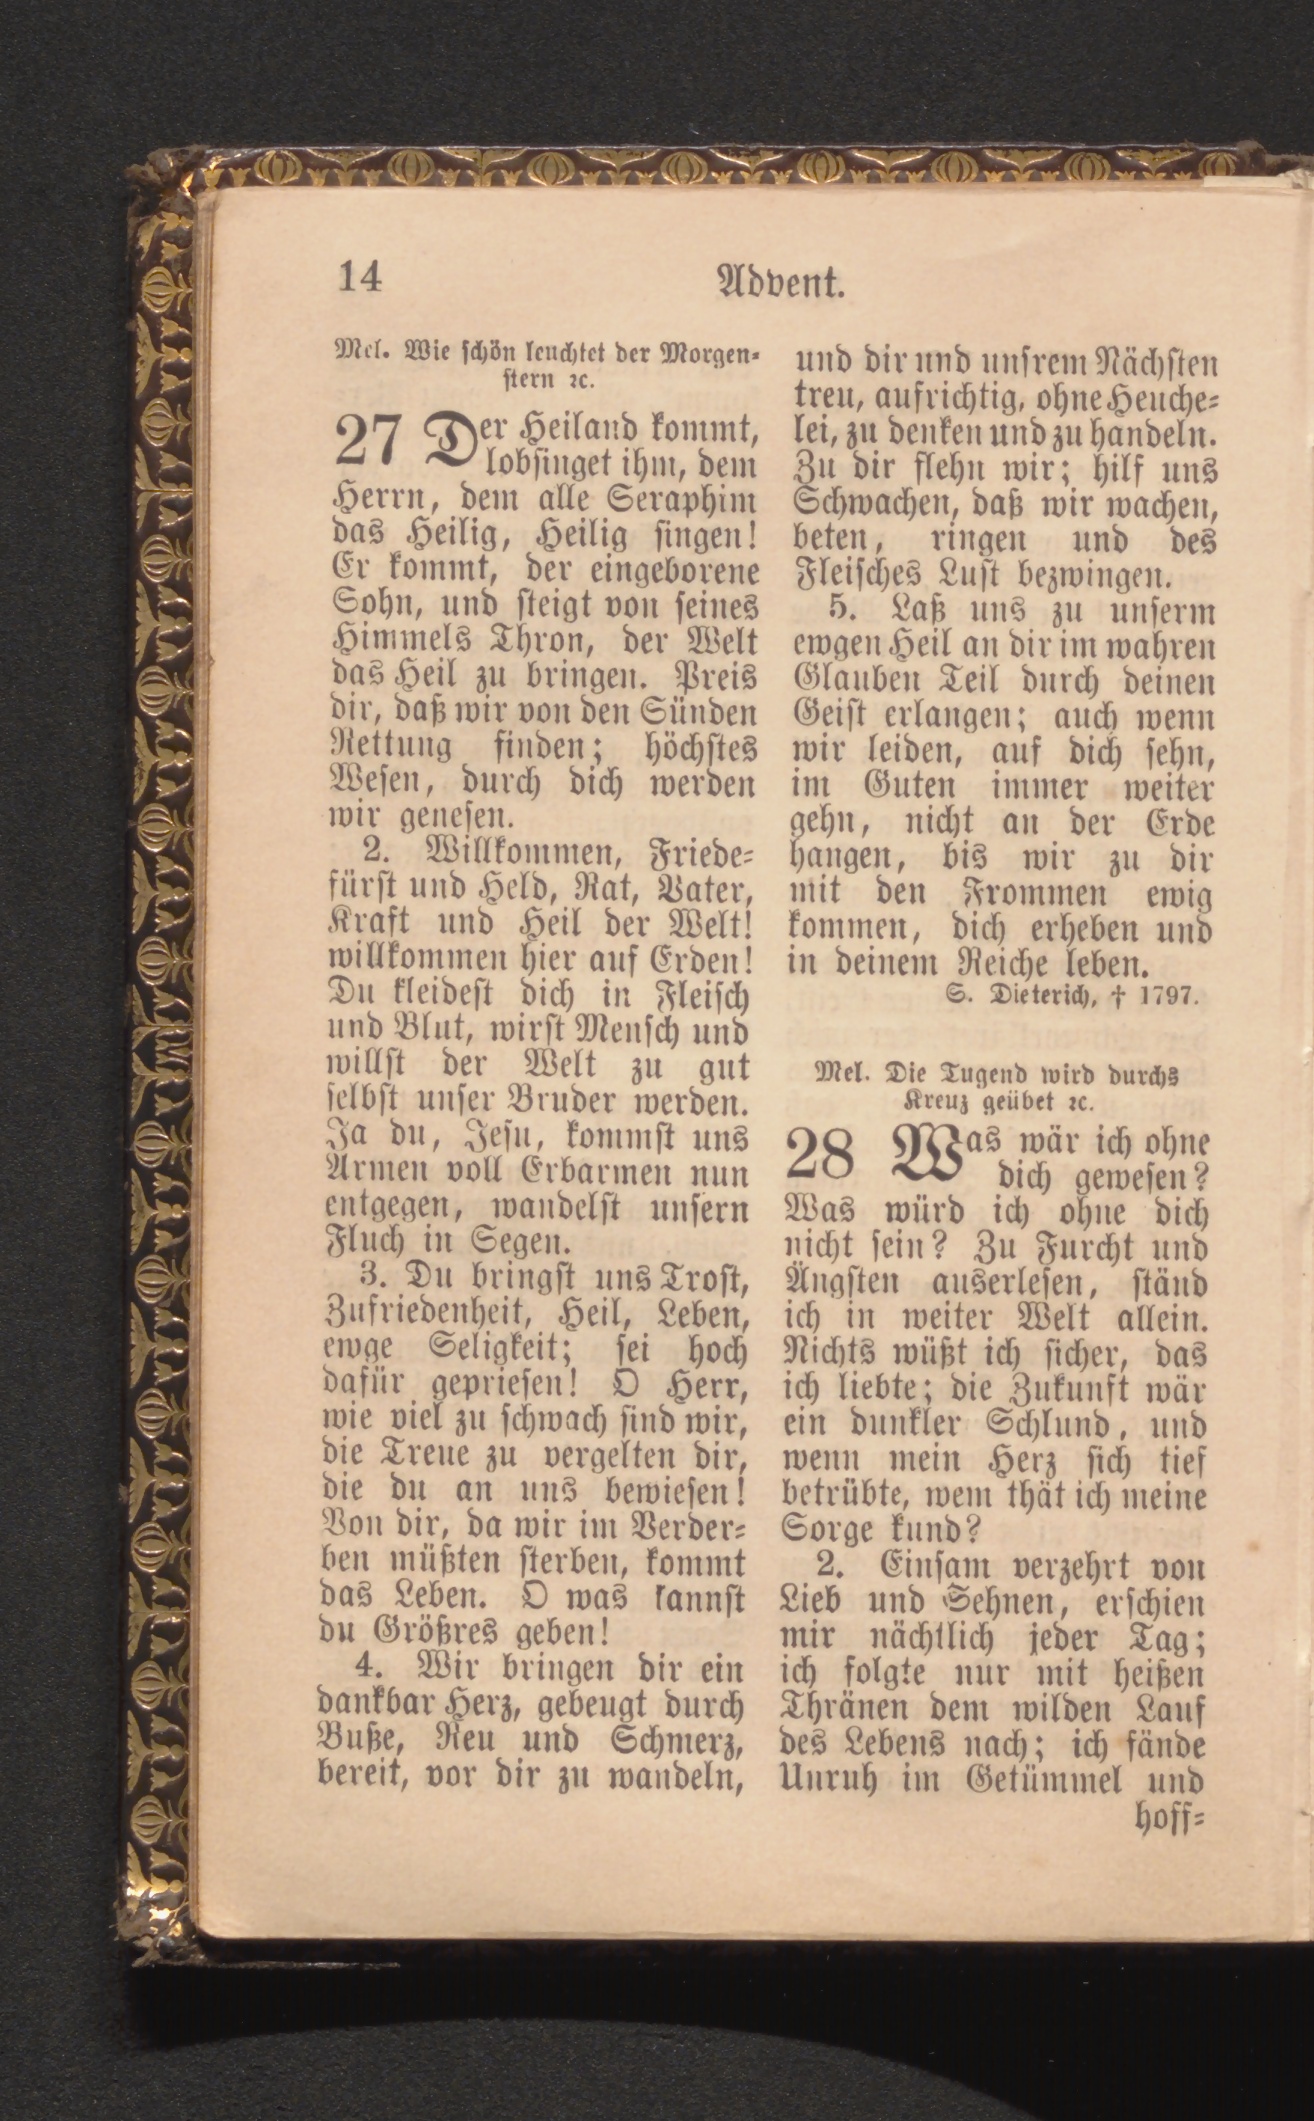 14
Advent.
Mel. Wie schön leuchtet der Morgen-
stern ꝛc.
27 Der Heiland kommt,
lobsinget ihm, dem
Herrn, dem alle Seraphim
das Heilig, Heilig singen!
Er kommt, der eingeborene
Sohn, und steigt von seines
Himmels Thron, der Welt
das Heil zu bringen. Preis
dir, daß wir von den Sünden
Rettung finden; höchstes
Wesen, durch dich werden
wir genesen.
2. Willkommen, Friede-
fürst und Held, Rat, Vater,
Kraft und Heil der Welt!
willkommen hier auf Erden!
Du kleidest dich in Fleisch
und Blut, wirst Mensch und
willst der Welt zu gut
selbst unser Bruder werden.
Ja du, Jesu, kommst uns
Armen voll Erbarmen nun
entgegen, wandelst unsern
Fluch in Segen.
3. Du bringst uns Trost,
Zufriedenheit, Heil, Leben,
ewge Seligkeit; sei hoch
dafür gepriesen! O Herr,
wie viel zu schwach sind wir,
die Treue zu vergelten dir,
die du an uns bewiesen!
Von dir, da wir im Verder-
ben müßten sterben, kommt
das Leben. O was kannst
du Größres geben!
4. Wir bringen dir ein
dankbar Herz, gebeugt durch
Buße, Reu und Schmerz,
bereit, vor dir zu wandeln,
und dir und unsrem Nächsten
treu, aufrichtig, ohne Heuche-
lei, zu denken und zu handeln.
Zu dir flehn wir; hilf uns
Schwachen, daß wir wachen,
beten, ringen und des
Fleisches Lust bezwingen.
5. Laß uns zu unserm
ewgen Heil an dir im wahren
Glauben Teil durch deinen
Geist erlangen; auch wenn
wir leiden, auf dich sehn,
im Guten immer weiter
gehn, nicht an der Erde
hangen, bis wir zu dir
mit den Frommen ewig
kommen, dich erheben und
in deinem Reiche leben.
S. Dieterich, † 1797.
Mel. Die Tugend wird durchs
Kreuz geübet ꝛc.
28 Was wär ich ohne
dich gewesen?
Was würd ich ohne dich
nicht sein? Zu Furcht und
Ängsten auserlesen, ständ
ich in weiter Welt allein.
Nichts wüßt ich sicher, das
ich liebte; die Zukunft wär
ein dunkler Schlund, und
wenn mein Herz sich tief
betrübte, wem thät ich meine
Sorge kund?
2. Einsam verzehrt von
Lieb und Sehnen, erschien
mir nächtlich jeder Tag;
ich folgte nur mit heißen
Thränen dem wilden Lauf
des Lebens nach; ich fände
Unruh im Getümmel und
hoff-